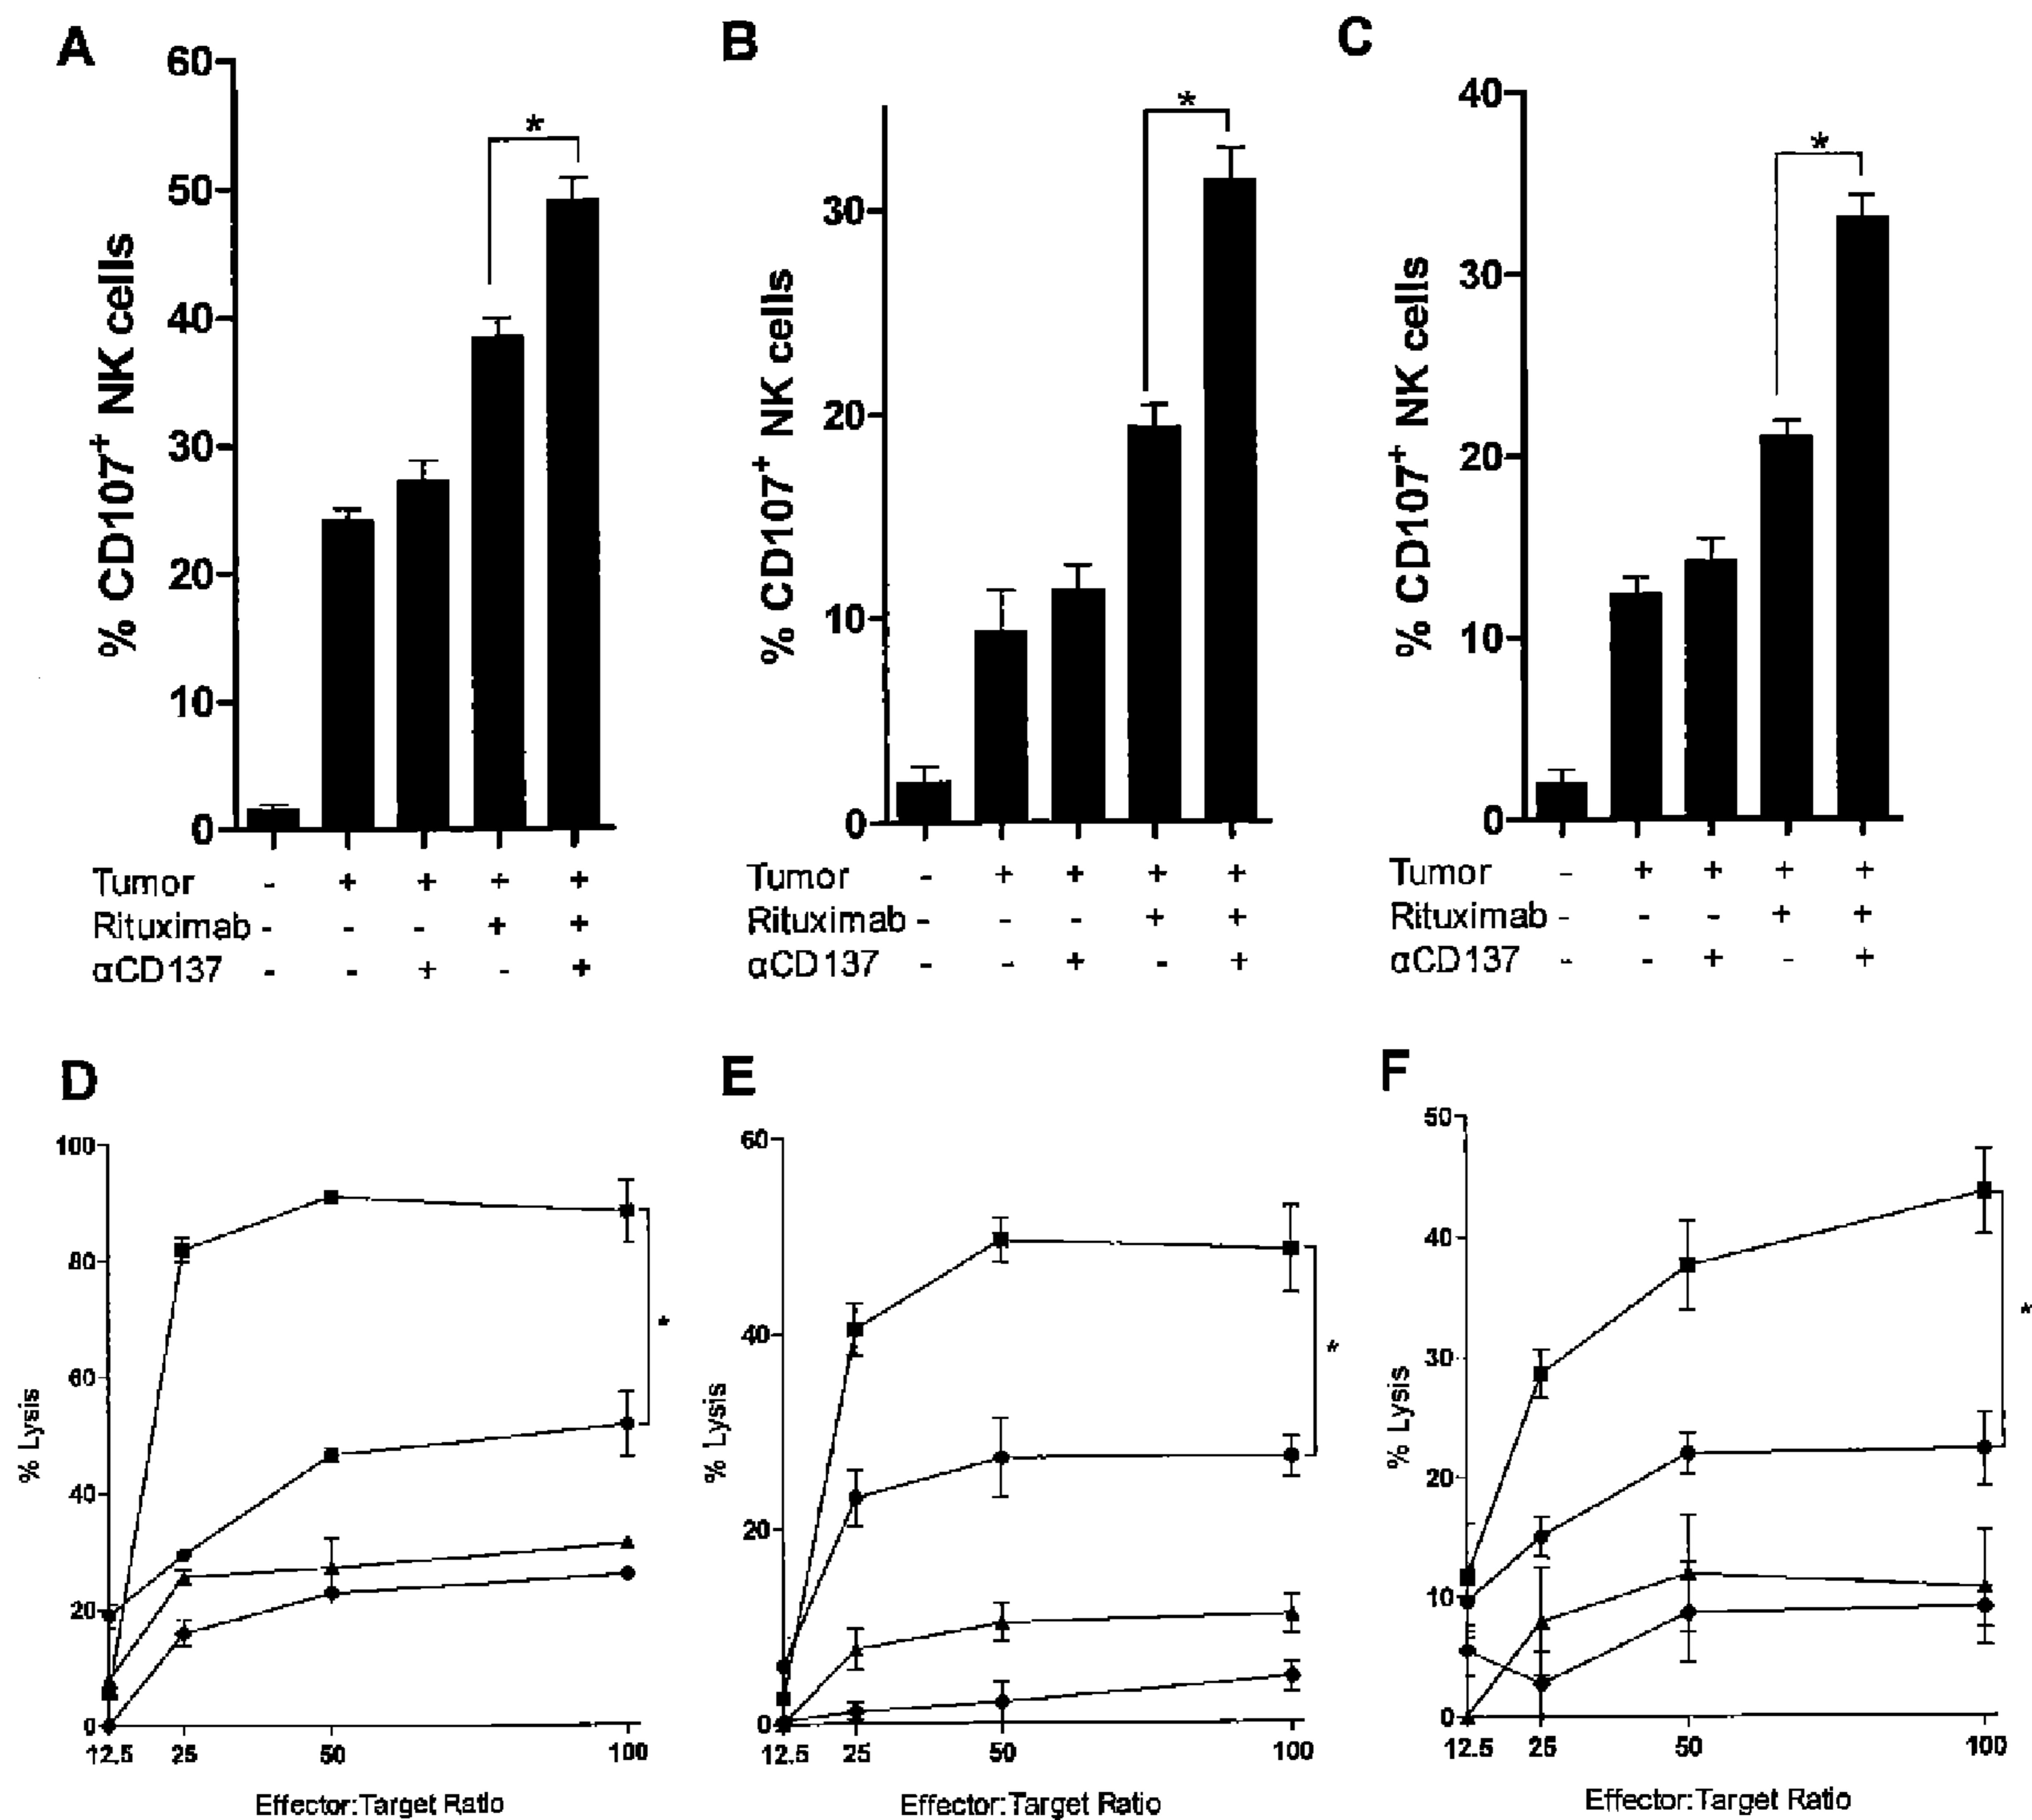 A
60
50
40
30
20
10
0
% CD107+ NK cells
*
Tumor - + + + +
Rituximab - - - + +
αCD137 - - + - +
B
30
20
10
0
% CD107+ NK cells
*
Tumor - + + + +
Rituximab - - - + +
αCD137 - - + - +
C
40
30
20
10
0
% CD107+ NK cells
*
Tumor - + + + +
Rituximab - - - + +
αCD137 - - + - +
D
100
80
60
40
20
0
% Lysis
*
12.5 25 50 100
Effector:Target Ratio
E
60
40
20
0
% Lysis
*
12.5 25 50 100
Effector:Target Ratio
F
50
40
30
20
10
0
% Lysis
*
12.5 25 50 100
Effector:Target Ratio